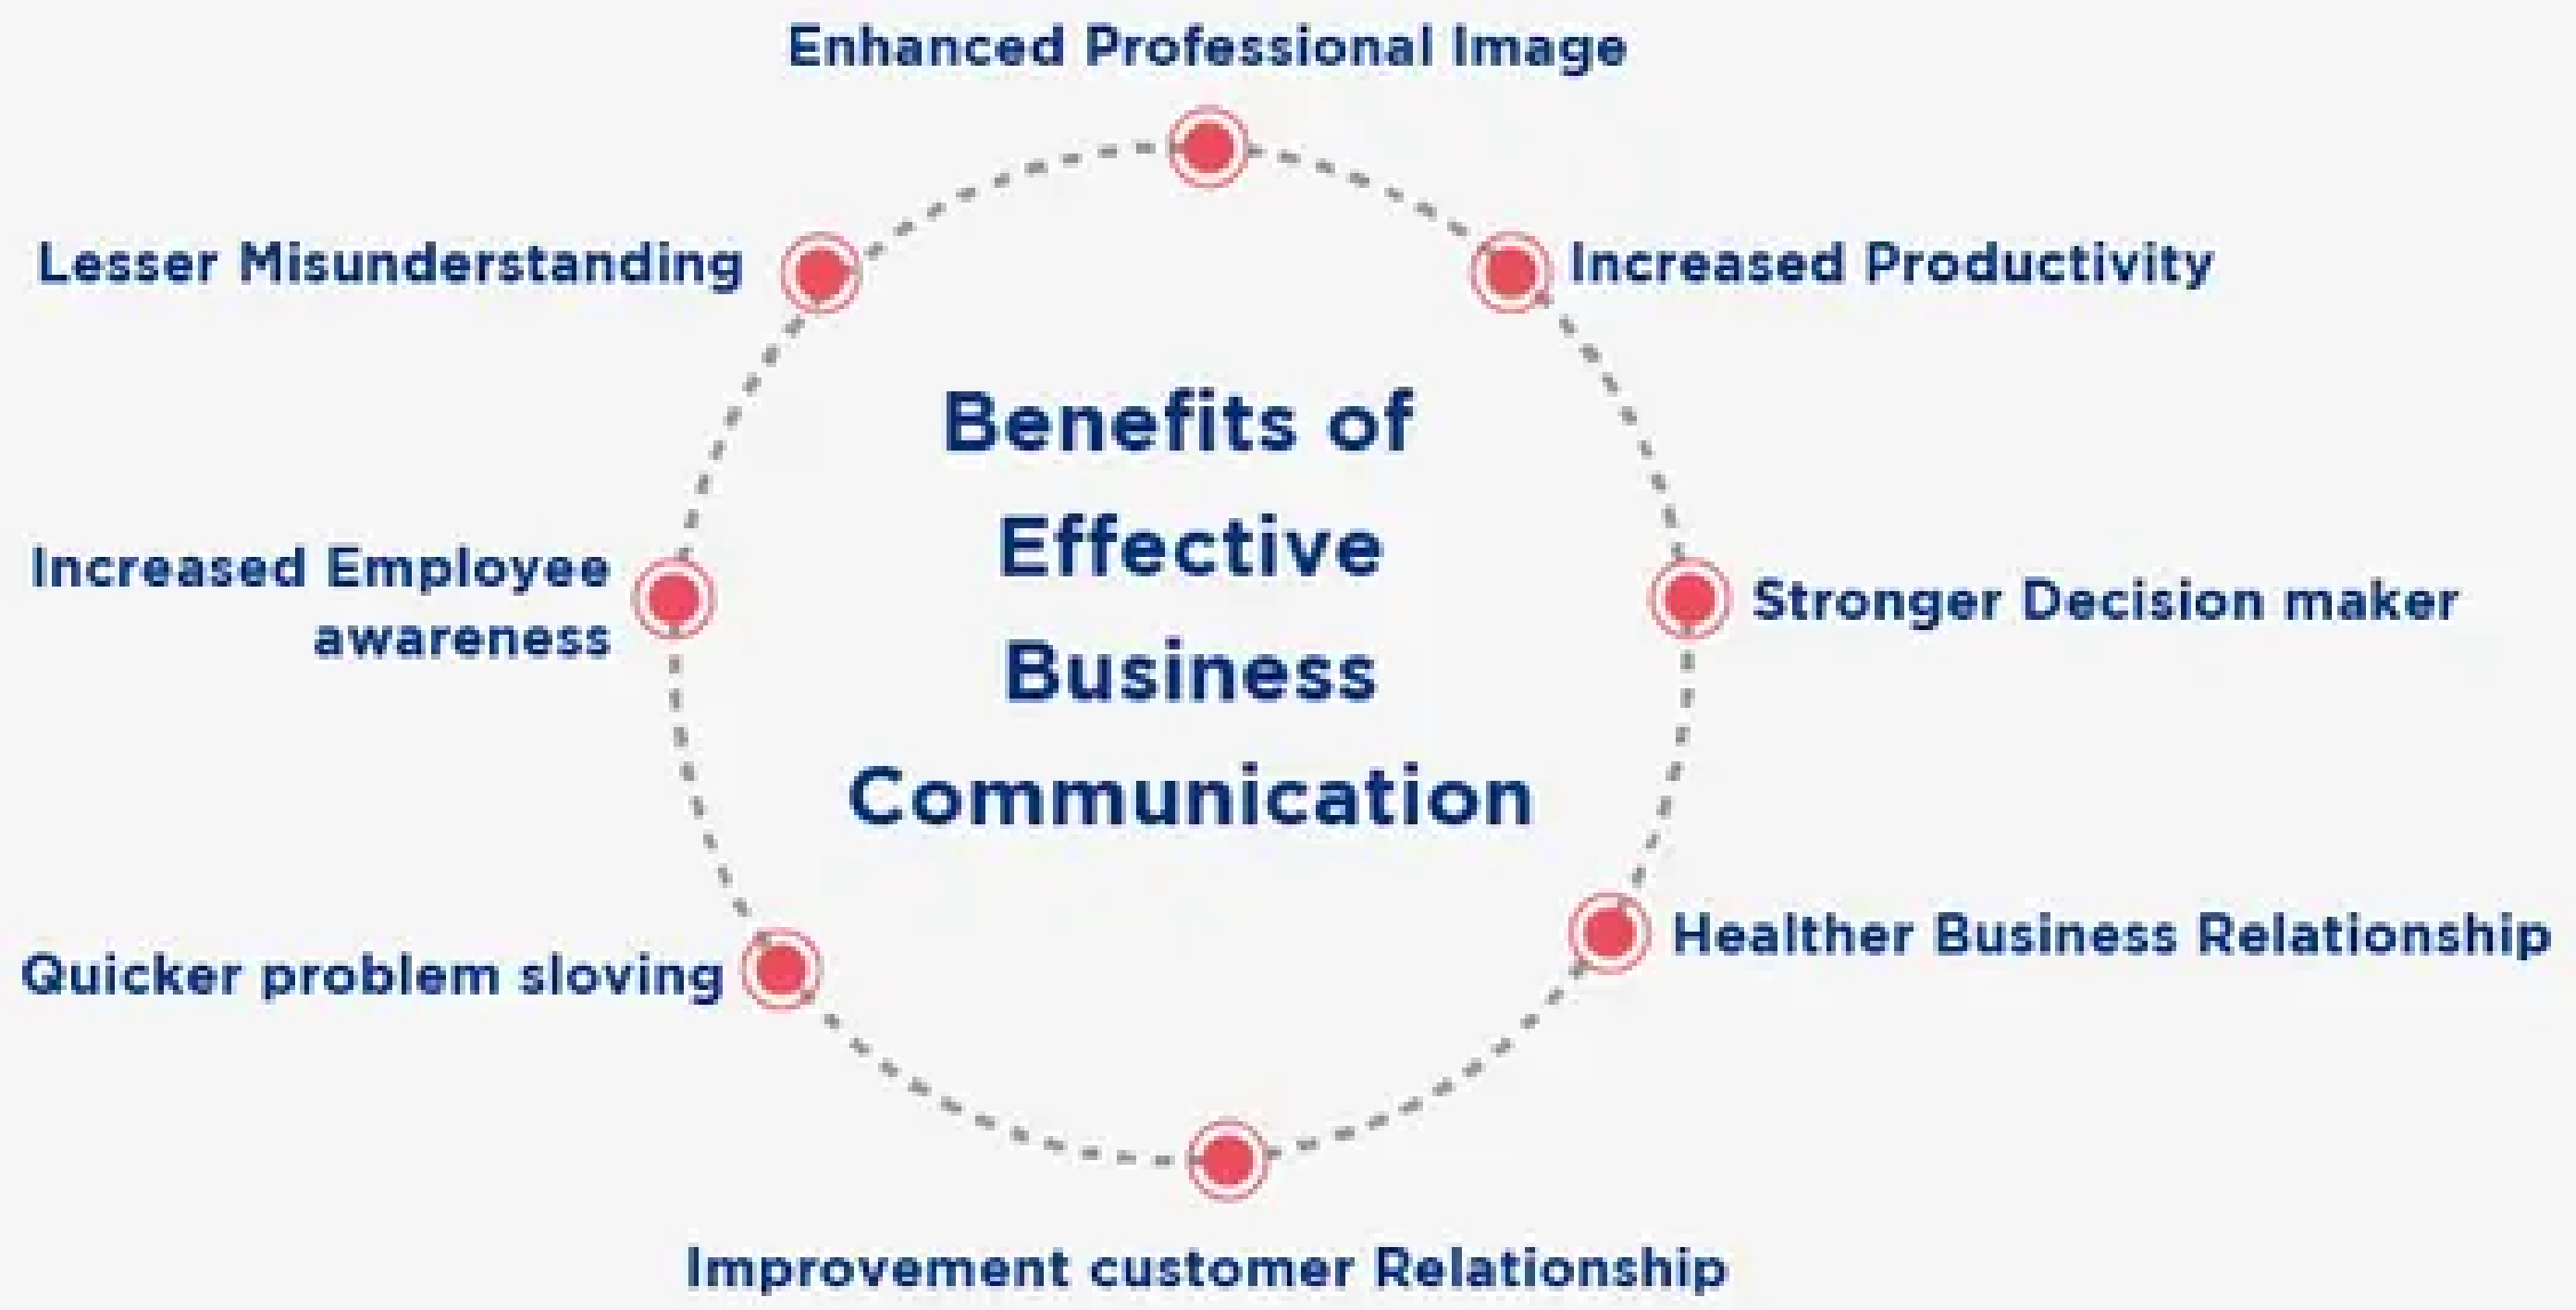 Enhanced Professional Image
Lesser Misunderstanding
Increased Productivity
Benefits of
Effective
Business
Communication
Increased Employee
awareness
Stronger Decision maker
Quicker problem sloving
Healther Business Relationship
Improvement customer Relationship